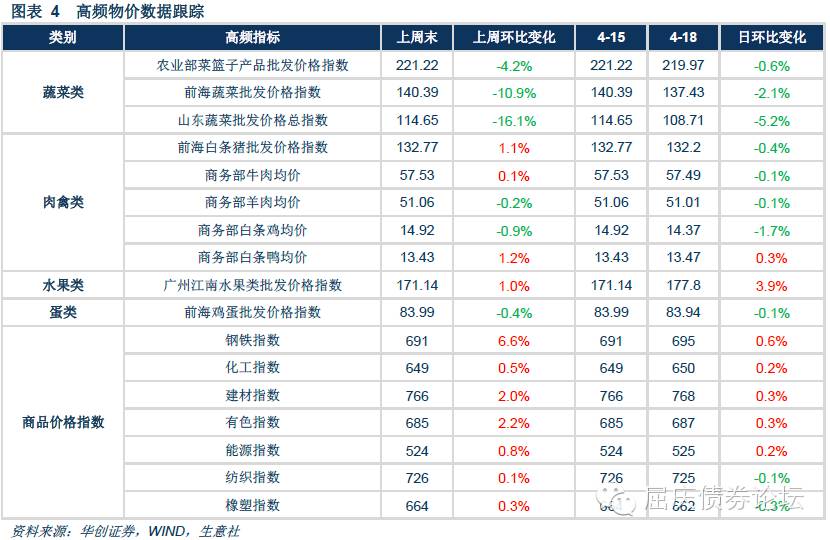 图表 4 高频物价数据跟踪
类别 高频指标 上周末 上周环比变化 4-15 4-18 日环比变化
蔬菜类
农业部菜篮子产品批发价格指数 221.22 -4.2% 221.22 219.97 -0.6%
前海蔬菜批发价格指数 140.39 -10.9% 140.39 137.43 -2.1%
山东蔬菜批发价格总指数 114.65 -16.1% 114.65 108.71 -5.2%
肉禽类
前海白条猪批发价格指数 132.77 1.1% 132.77 132.2 -0.4%
商务部牛肉均价 57.53 0.1% 57.53 57.49 -0.1%
商务部羊肉均价 51.06 -0.2% 51.06 51.01 -0.1%
商务部白条鸡均价 14.92 -0.9% 14.92 14.37 -1.7%
商务部白条鸭均价 13.43 1.2% 13.43 13.47 0.3%
水果类 广州江南水果类批发价格指数 171.14 1.0% 171.14 177.8 3.9%
蛋类 前海鸡蛋批发价格指数 83.99 -0.4% 83.99 83.94 -0.1%
商品价格指数
钢铁指数 691 6.6% 691 695 0.6%
化工指数 649 0.5% 649 650 0.2%
建材指数 766 2.0% 766 768 0.3%
有色指数 685 2.2% 685 687 0.3%
能源指数 524 0.8% 524 525 0.2%
纺织指数 726 0.1% 726 725 -0.1%
橡塑指数 664 0.3% 662 -0.3%
屈庆债券论坛
资料来源：华创证券，WIND，生意社